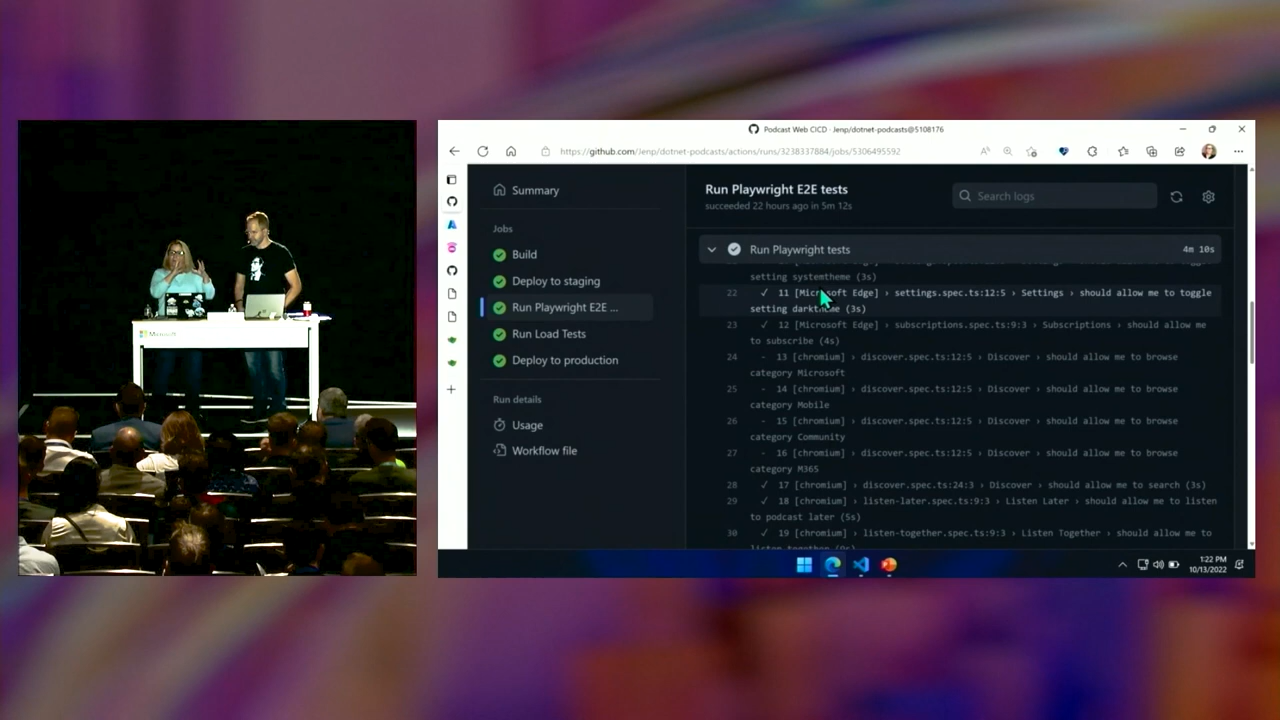 Microsoft
Podcast Web CICD · Jenp/dotnet-podcasts@5108176
https://github.com/Jenp/dotnet-podcasts/actions/runs/3238337884/jobs/5306495592
Summary
Jobs
Build
Deploy to staging
Run Playwright E2E ...
Run Load Tests
Deploy to production
Run details
Usage
Workflow file
Run Playwright E2E tests
succeeded 22 hours ago in 5m 12s
Search logs
Run Playwright tests
4m 10s
setting systemtheme (3s)
22 ✓ 11 [Microsoft Edge] › settings.spec.ts:12:5 › Settings › should allow me to toggle
setting darktheme (3s)
23 ✓ 12 [Microsoft Edge] › subscriptions.spec.ts:9:3 › Subscriptions › should allow me
to subscribe (4s)
24 - 13 [chromium] › discover.spec.ts:12:5 › Discover › should allow me to browse
category Microsoft
25 - 14 [chromium] › discover.spec.ts:12:5 › Discover › should allow me to browse
category Mobile
26 - 15 [chromium] › discover.spec.ts:12:5 › Discover › should allow me to browse
category Community
27 - 16 [chromium] › discover.spec.ts:12:5 › Discover › should allow me to browse
category M365
28 ✓ 17 [chromium] › discover.spec.ts:24:3 › Discover › should allow me to search (3s)
29 ✓ 18 [chromium] › listen-later.spec.ts:9:3 › Listen Later › should allow me to listen
to podcast later (5s)
30 ✓ 19 [chromium] › listen-together.spec.ts:9:3 › Listen Together › should allow me to
1:22 PM
10/13/2022